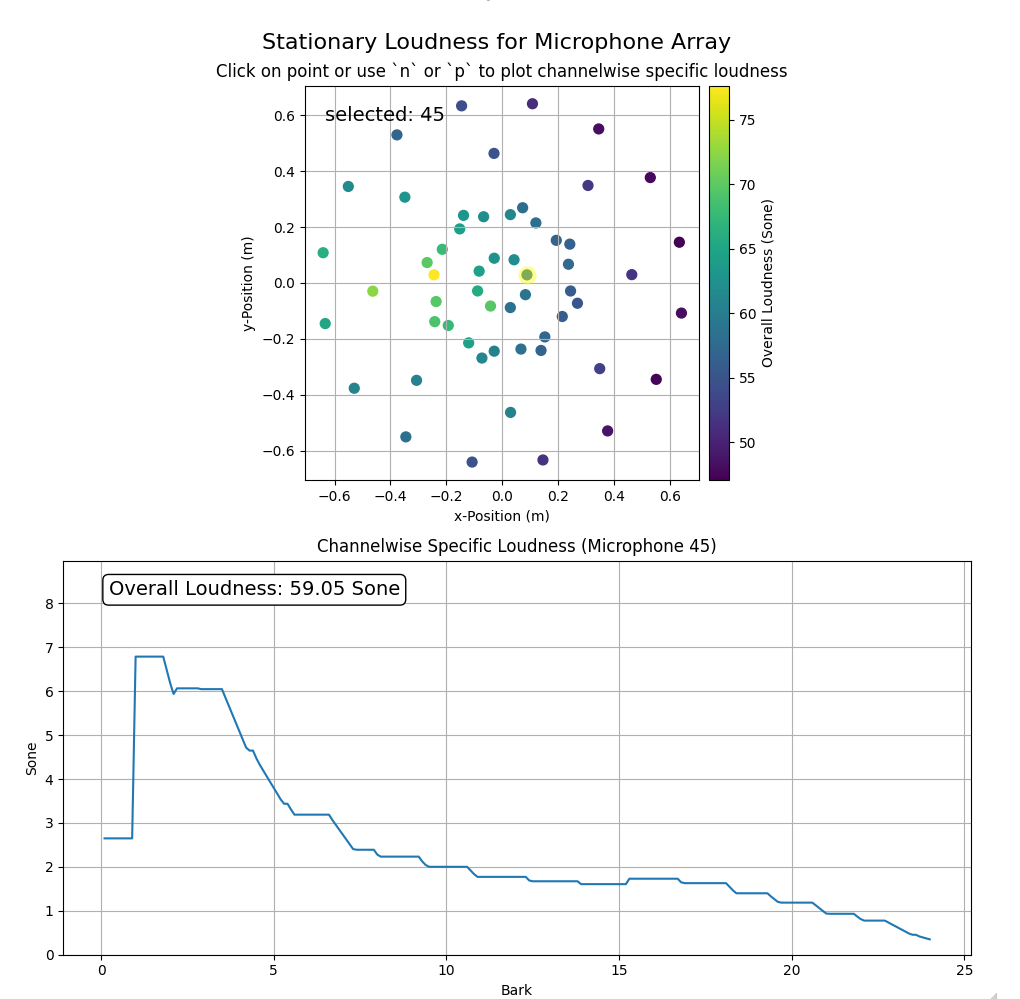 Stationary Loudness for Microphone Array
Click on point or use `n` or `p` to plot channelwise specific loudness
selected: 45
0.6
0.4
0.2
0.0
−0.2
−0.4
−0.6
y-Position (m)
−0.6 −0.4 −0.2 0.0 0.2 0.4 0.6
x-Position (m)
75
70
65
60
55
50
Overall Loudness (Sone)
Channelwise Specific Loudness (Microphone 45)
Overall Loudness: 59.05 Sone
8
7
6
5
4
3
2
1
0
Sone
0 5 10 15 20 25
Bark